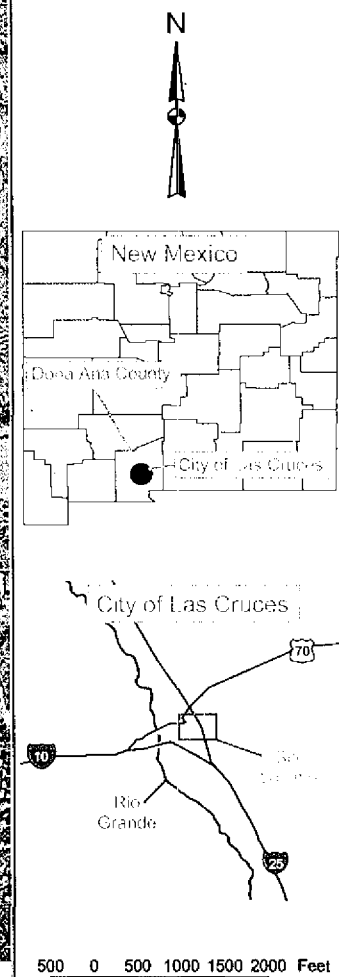 N
New Mexico
Dona Ana County
City of Las Cruces
City of Las Cruces
70
10
Rio
Grande
25
500 0 500 1000 1500 2000 Feet